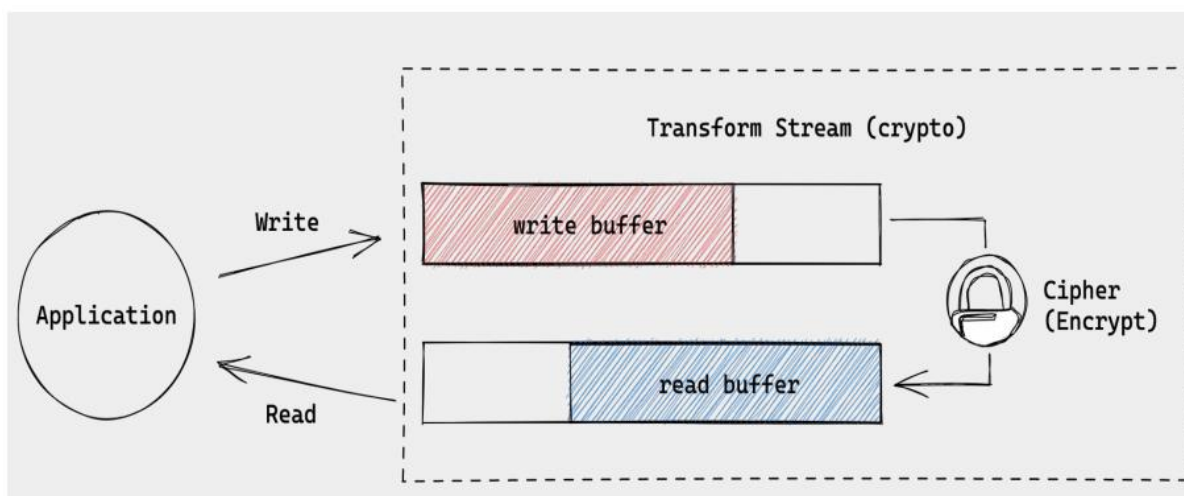 Transform Stream (crypto)
Write
write buffer
Application
Cipher
(Encrypt)
read buffer
Read